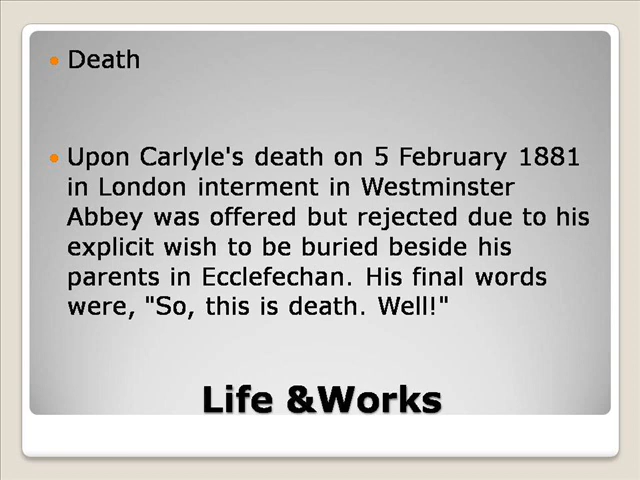 Death
Upon Carlyle's death on 5 February 1881
in London interment in Westminster
Abbey was offered but rejected due to his
explicit wish to be buried beside his
parents in Ecclefechan. His final words
were, "So, this is death. Well!"
Life &Works